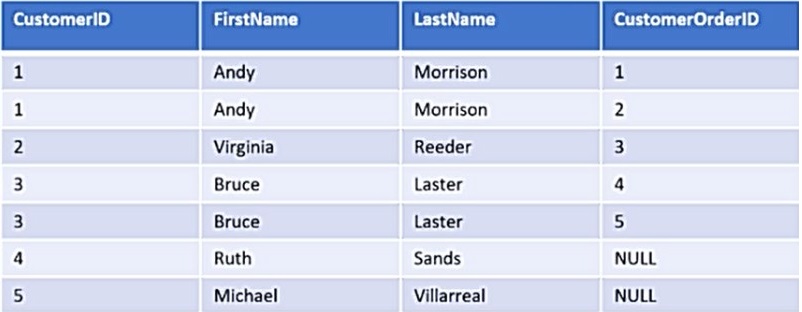 CustomerID FirstName LastName CustomerOrderID
1 Andy Morrison 1
1 Andy Morrison 2
2 Virginia Reeder 3
3 Bruce Laster 4
3 Bruce Laster 5
4 Ruth Sands NULL
5 Michael Villarreal NULL